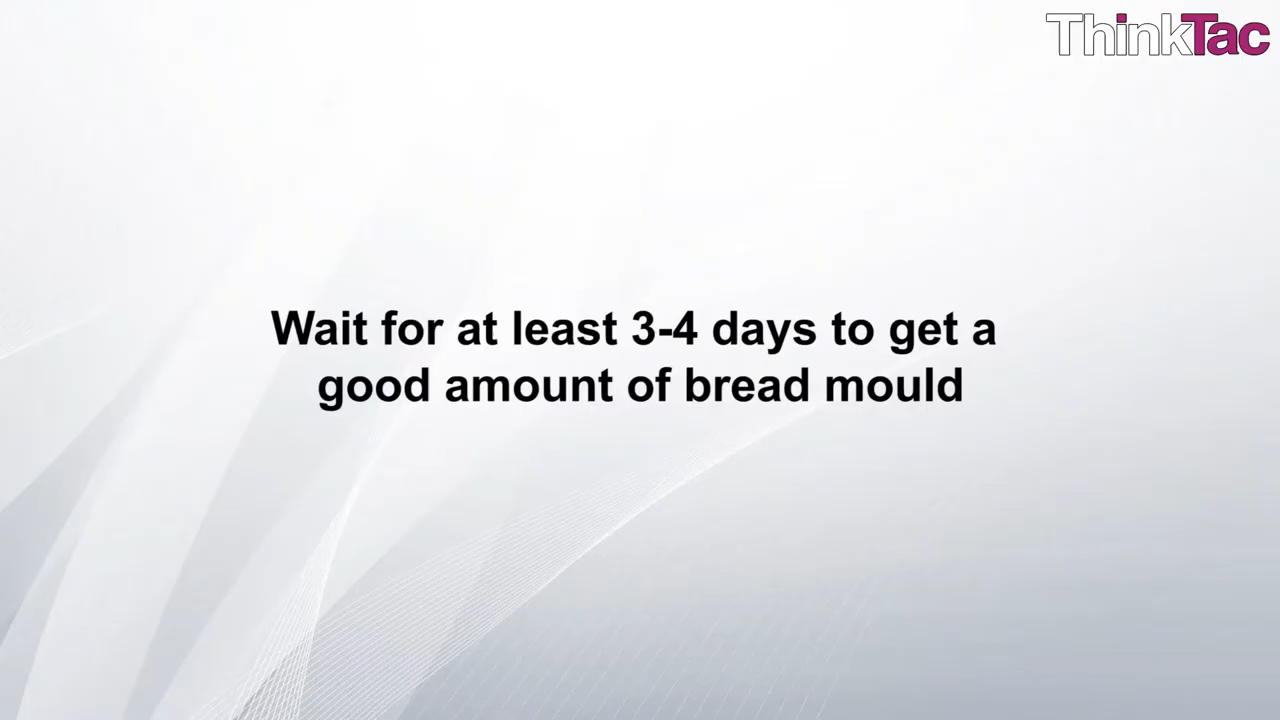 ThinkTac
Wait for at least 3-4 days to get a
good amount of bread mould